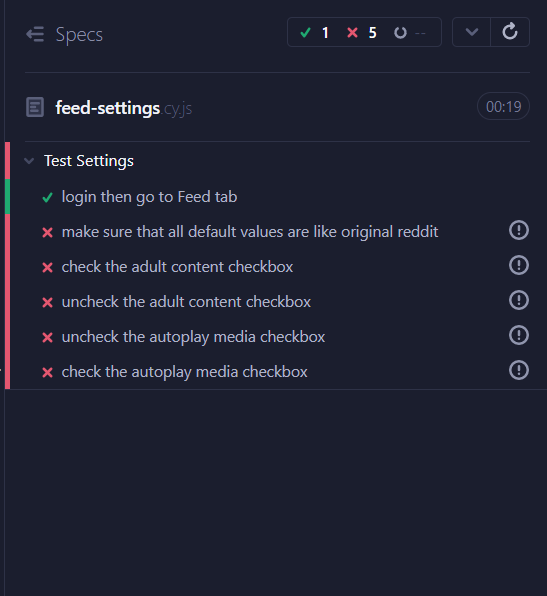 Specs
1 5 --
feed-settings.cy.js
00:19
Test Settings
login then go to Feed tab
make sure that all default values are like original reddit
check the adult content checkbox
uncheck the adult content checkbox
uncheck the autoplay media checkbox
check the autoplay media checkbox